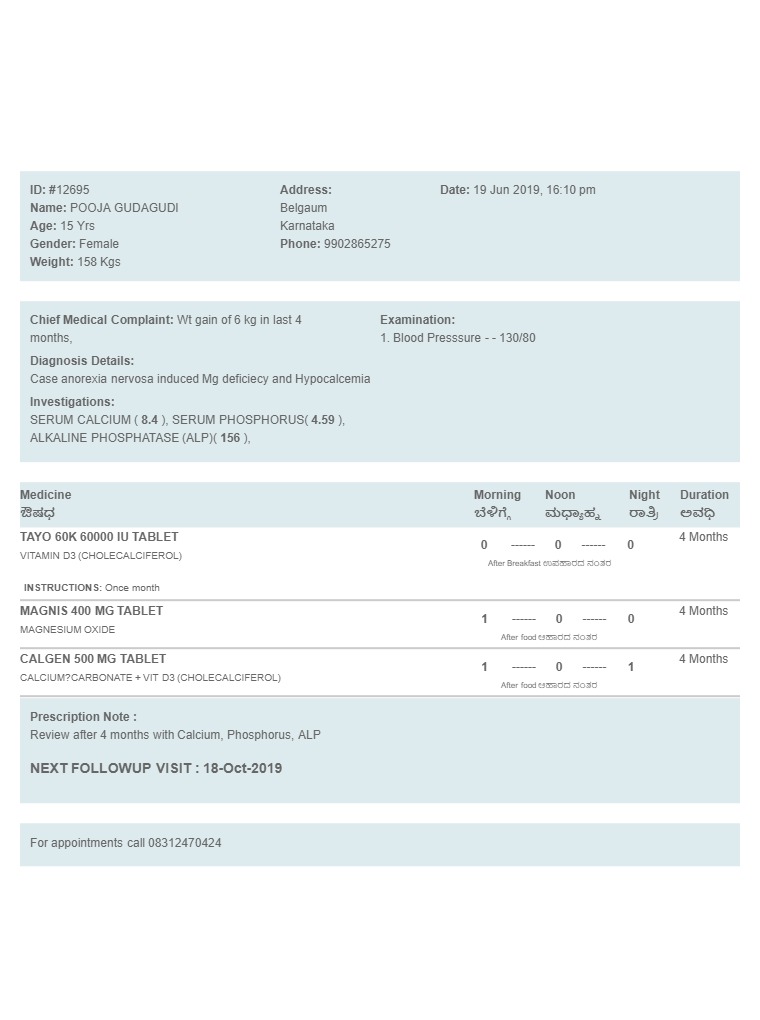 ID: #12695
Name: POOJA GUDAGUDI
Age: 15 Yrs
Gender: Female
Weight: 158 Kgs
Address:
Belgaum
Karnataka
Phone: 9902865275
Date: 19 Jun 2019, 16:10 pm
Chief Medical Complaint: Wt gain of 6 kg in last 4
months,
Diagnosis Details:
Case anorexia nervosa induced Mg deficiecy and Hypocalcemia
Investigations:
SERUM CALCIUM ( 8.4 ), SERUM PHOSPHORUS( 4.59 ),
ALKALINE PHOSPHATASE (ALP)( 156 ),
Examination:
1. Blood Presssure - - 130/80
Medicine Morning Noon Night Duration
ಔಷಧ ಬೆಳಿಗ್ಗೆ ಮಧ್ಯಾಹ್ನ ರಾತ್ರಿ ಅವಧಿ
TAYO 60K 60000 IU TABLET 0 ------ 0 ------ 0 4 Months
VITAMIN D3 (CHOLECALCIFEROL) After Breakfast ಉಪಹಾರದ ನಂತರ
INSTRUCTIONS: Once month
MAGNIS 400 MG TABLET 1 ------ 0 ------ 0 4 Months
MAGNESIUM OXIDE After food ಆಹಾರದ ನಂತರ
CALGEN 500 MG TABLET 1 ------ 0 ------ 1 4 Months
CALCIUM?CARBONATE + VIT D3 (CHOLECALCIFEROL) After food ಆಹಾರದ ನಂತರ
Prescription Note :
Review after 4 months with Calcium, Phosphorus, ALP
NEXT FOLLOWUP VISIT : 18-Oct-2019
For appointments call 08312470424